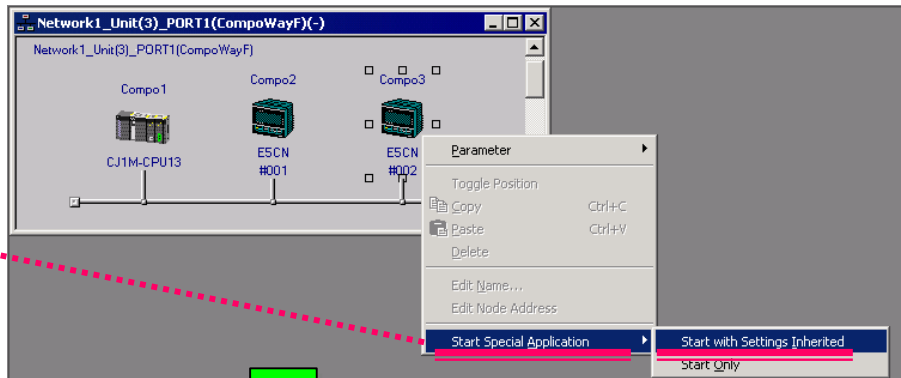 Network1_Unit(3)_PORT1(CompoWayF)(-)
Network1_Unit(3)_PORT1(CompoWayF)
Compo1
Compo2
Compo3
CJ1M-CPU13
E5CN
#001
E5CN
#002
Parameter
Toggle Position
Copy Ctrl+C
Paste Ctrl+V
Delete
Edit Name...
Edit Node Address
Start Special Application
Start with Settings Inherited
Start Only